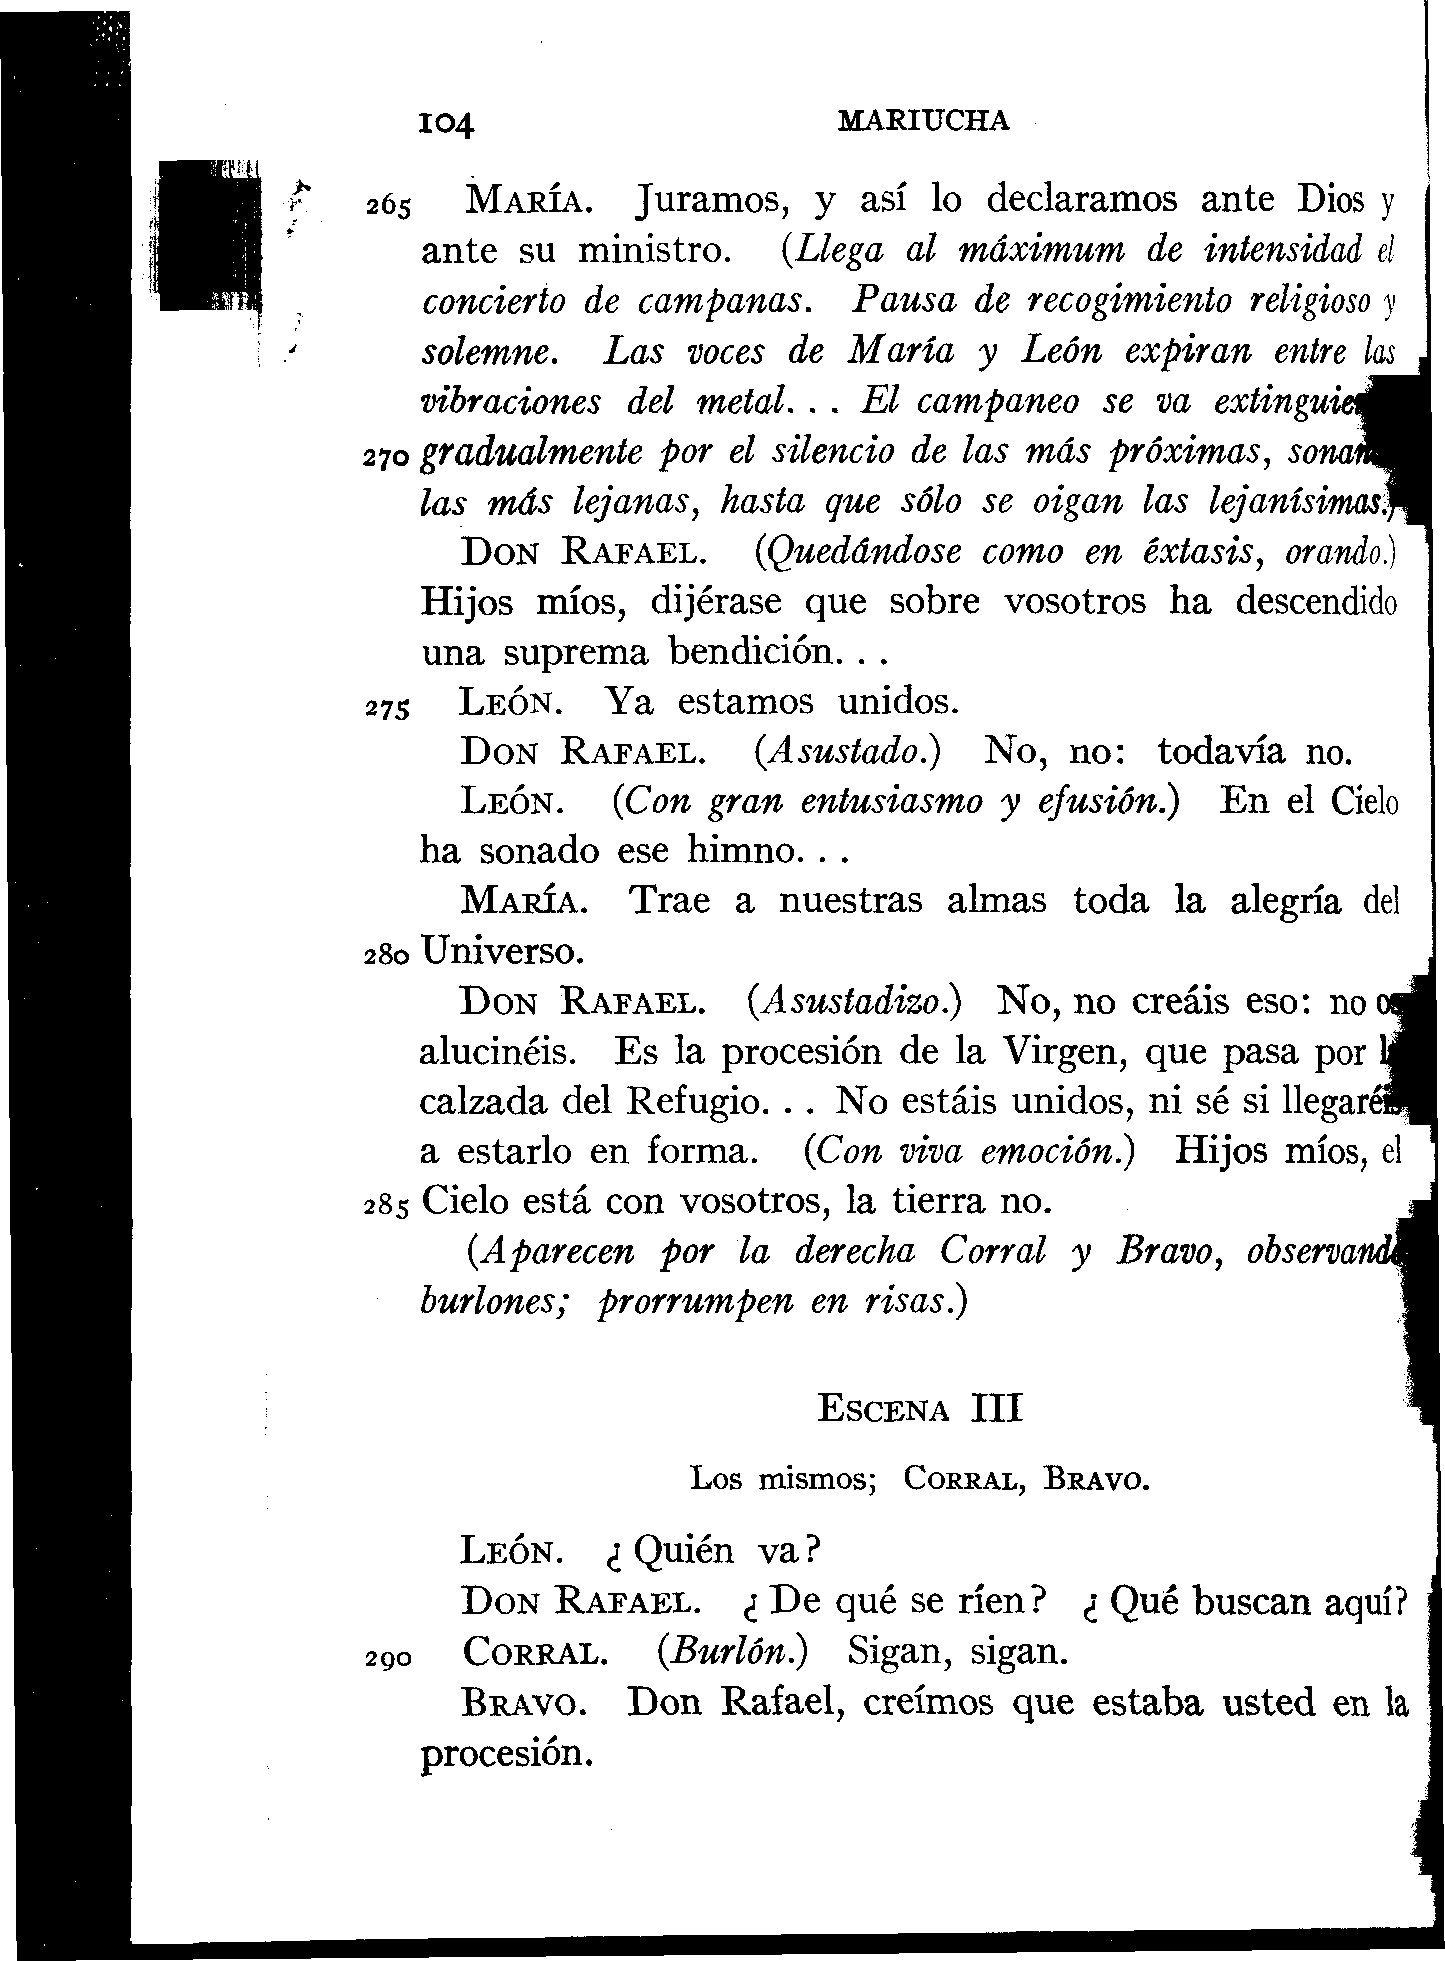 104 MARIUCHA
265 MARÍA. Juramos, y así lo declaramos ante Dios y
ante su ministro. (Llega al máximum de intensidad el
concierto de campanas. Pausa de recogimiento religioso y
solemne. Las voces de María y León expiran entre las
vibraciones del metal. . . El campaneo se va
270 gradualmente por el silencio de las más próximas,
las más lejanas, hasta que sólo se oigan las lejanísimas.)
DON RAFAEL. (Quedándose como en éxtasis, orando.)
Hijos míos, dijérase que sobre vosotros ha descendido
una suprema bendición. . .
275 LEÓN. Ya estamos unidos.
DON RAFAEL. (Asustado.) No, no: todavía no.
LEÓN. (Con gran entusiasmo y efusión.) En el Cielo
ha sonado ese himno. . .
MARÍA. Trae a nuestras almas toda la alegría del
280 Universo.
DON RAFAEL. (Asustadizo.) No, no creáis eso: no os
alucinéis. Es la procesión de la Virgen, que pasa por
calzada del Refugio. . . No estáis unidos, ni sé si llegaréis
a estarlo en forma. (Con viva emoción.) Hijos míos, el
285 Cielo está con vosotros, la tierra no.
(Aparecen por la derecha Corral y Bravo,
burlones; prorrumpen en risas.)
ESCENA III
Los mismos; CORRAL, BRAVO.
LEÓN. ¿Quién va?
DON RAFAEL. ¿De qué se ríen? ¿Qué buscan aquí?
290 CORRAL. (Burlón.) Sigan, sigan.
BRAVO. Don Rafael, creímos que estaba usted en la
procesión.